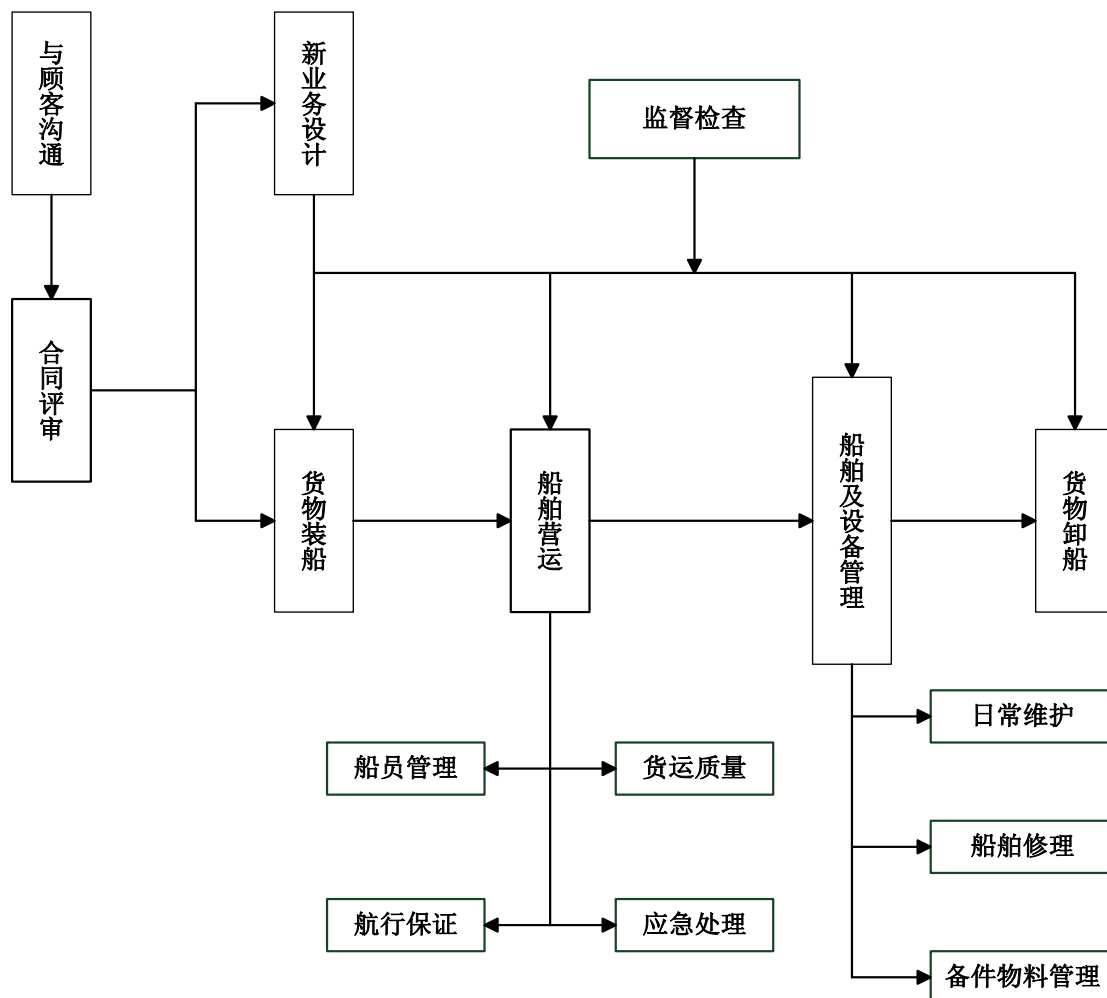 与顾客沟通
新业务设计
监督检查
合同评审
货物装船
船舶营运
船舶及设备管理
货物卸船
日常维护
船员管理
货运质量
船舶修理
航行保证
应急处理
备件物料管理